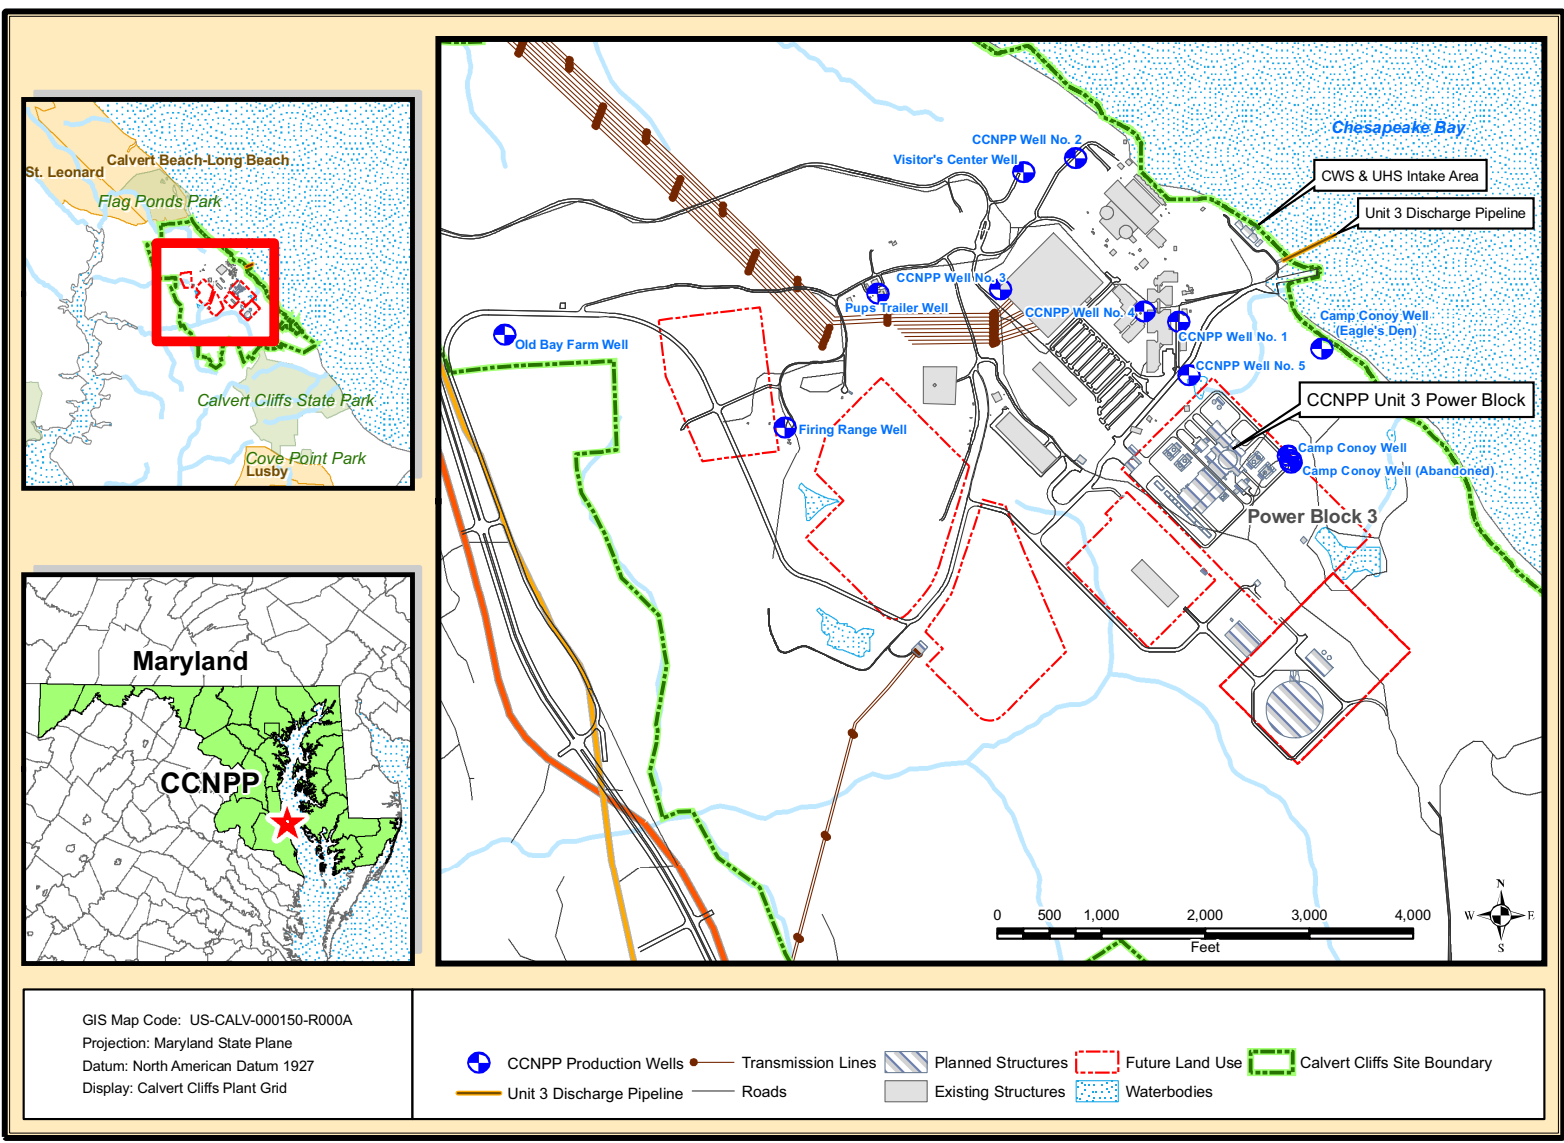 Calvert Beach-Long Beach
St. Leonard
Flag Ponds Park
Calvert Cliffs State Park
Cove Point Park
Lusby
Maryland
CCNPP
Chesapeake Bay
CCNPP Well No. 2
Visitor's Center Well
CWS & UHS Intake Area
Unit 3 Discharge Pipeline
CCNPP Well No. 3
Pups Trailer Well
CCNPP Well No. 4
Camp Conoy Well
(Eagle's Den)
CCNPP Well No. 1
Old Bay Farm Well
CCNPP Well No. 5
CCNPP Unit 3 Power Block
Firing Range Well
Camp Conoy Well
Camp Conoy Well (Abandoned)
Power Block 3
N
W E
S
0 500 1,000 2,000 3,000 4,000
Feet
GIS Map Code: US-CALV-000150-R000A
Projection: Maryland State Plane
Datum: North American Datum 1927
Display: Calvert Cliffs Plant Grid
CCNPP Production Wells Transmission Lines Planned Structures Future Land Use Calvert Cliffs Site Boundary
Unit 3 Discharge Pipeline Roads Existing Structures Waterbodies